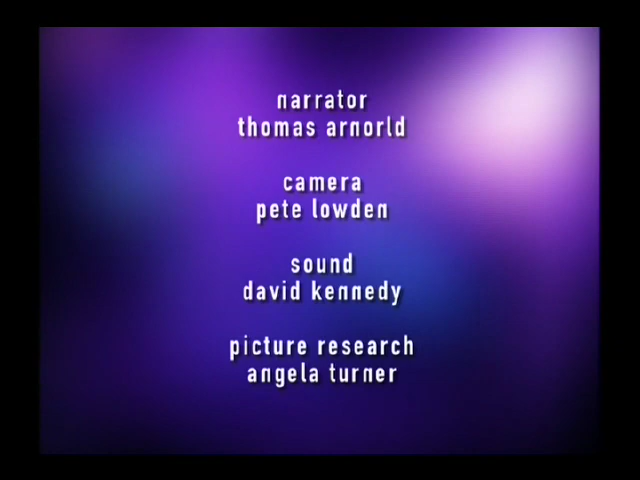 narrator
thomas arnorld
camera
pete lowden
sound
david kennedy
picture research
angela turner